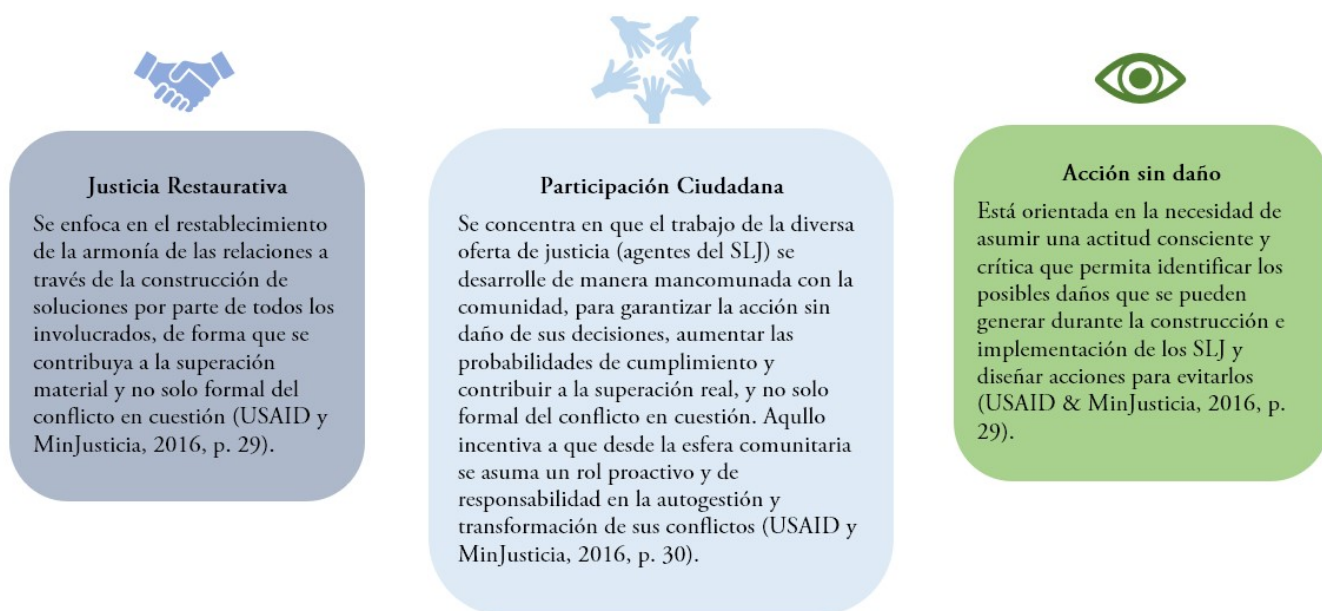 Justicia Restaurativa
Se enfoca en el restablecimiento
de la armonía de las relaciones a
través de la construcción de
soluciones por parte de todos los
involucrados, de forma que se
contribuya a la superación
material y no solo formal del
conflicto en cuestión (USAID y
MinJusticia, 2016, p. 29).
Participación Ciudadana
Se concentra en que el trabajo de la diversa
oferta de justicia (agentes del SLJ) se
desarrolle de manera mancomunada con la
comunidad, para garantizar la acción sin
daño de sus decisiones, aumentar las
probabilidades de cumplimiento y
contribuir a la superación real, y no solo
formal del conflicto en cuestión. Aqullo
incentiva a que desde la esfera comunitaria
se asuma un rol proactivo y de
responsabilidad en la autogestión y
transformación de sus conflictos (USAID y
MinJusticia, 2016, p. 30).
Acción sin daño
Está orientada en la necesidad de
asumir una actitud consciente y
crítica que permita identificar los
posibles daños que se pueden
generar durante la construcción e
implementación de los SLJ y
diseñar acciones para evitarlos
(USAID & MinJusticia, 2016, p.
29).